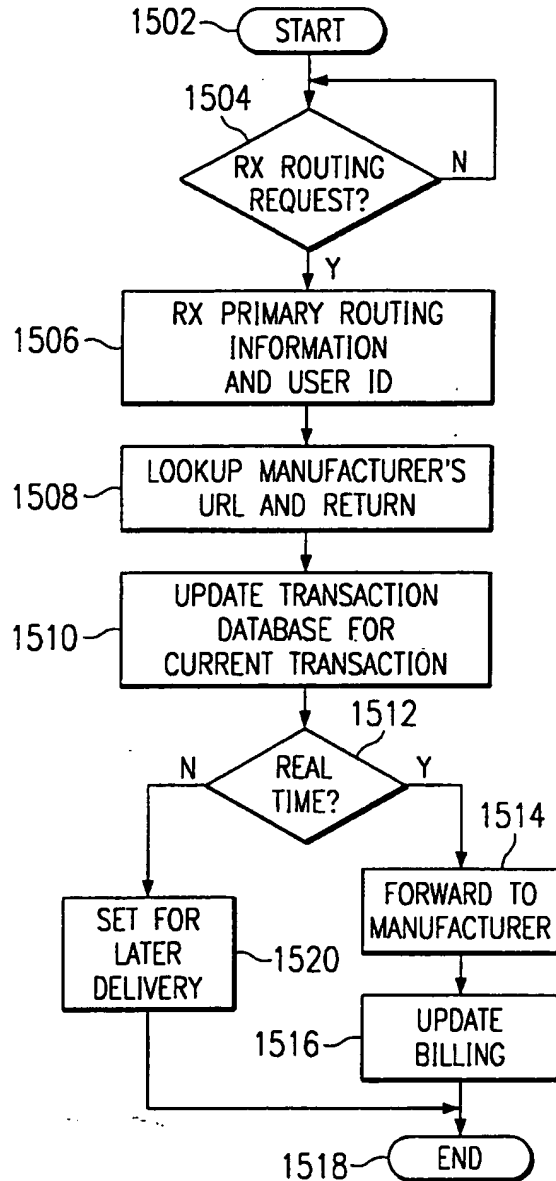 1502
START
1504
RX ROUTING
REQUEST?
N
Y
1506
RX PRIMARY ROUTING
INFORMATION
AND USER ID
1508
LOOKUP MANUFACTURER'S
URL AND RETURN
1510
UPDATE TRANSACTION
DATABASE FOR
CURRENT TRANSACTION
1512
N
REAL
TIME?
Y
1514
FORWARD TO
MANUFACTURER
SET FOR
LATER
DELIVERY
1520
1516
UPDATE
BILLING
1518
END